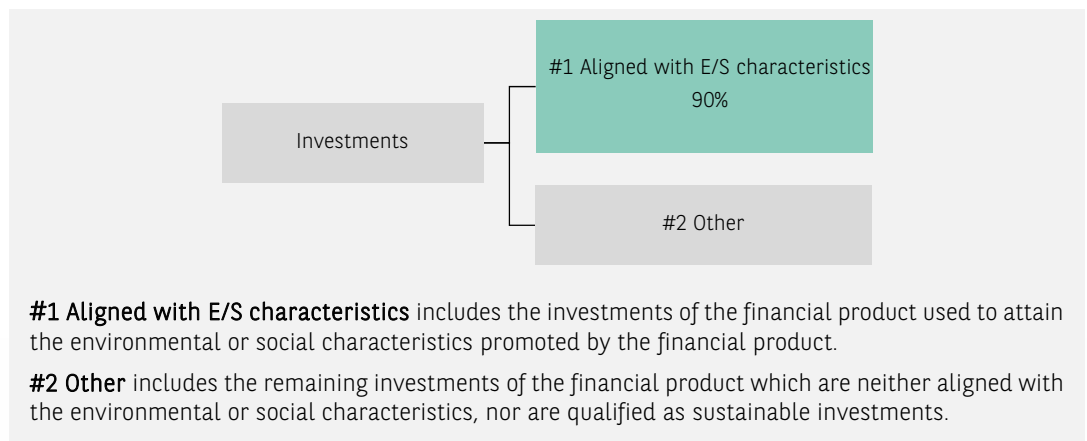 #1 Aligned with E/S characteristics
90%
Investments
#2 Other
#1 Aligned with E/S characteristics includes the investments of the financial product used to attain
the environmental or social characteristics promoted by the financial product.
#2 Other includes the remaining investments of the financial product which are neither aligned with
the environmental or social characteristics, nor are qualified as sustainable investments.